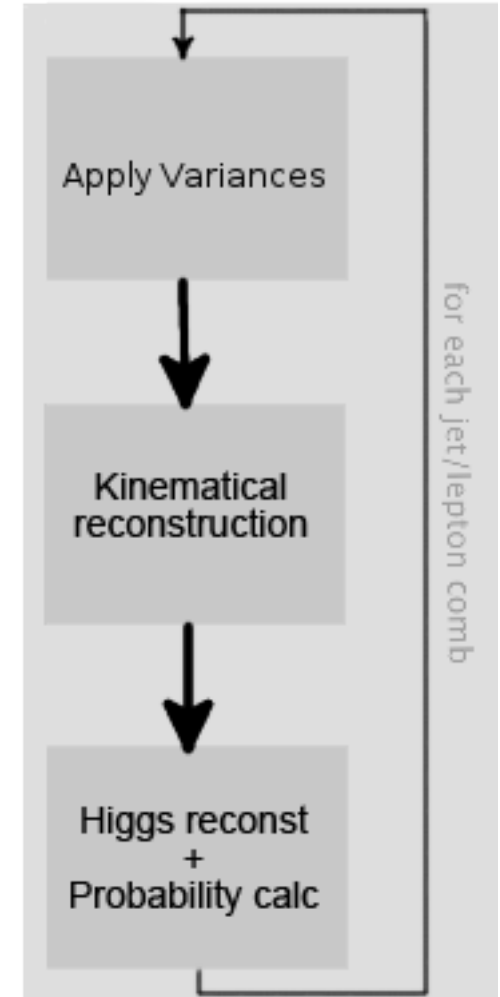 Apply Variances
Kinematical
reconstruction
Higgs reconst
+
Probability calc
for each jet/lepton comb